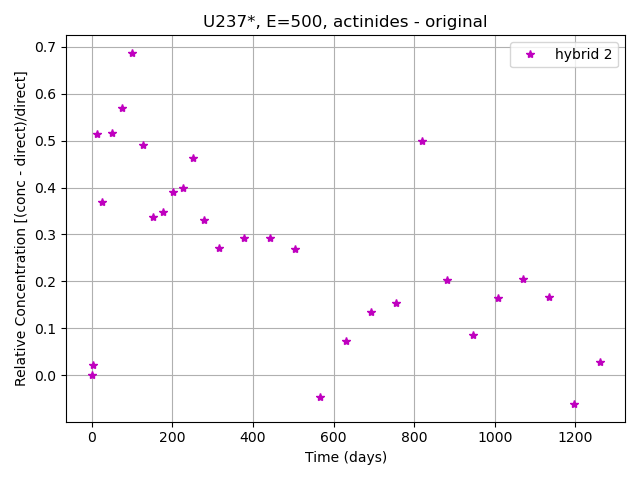 U237*, E=500, actinides - original
hybrid 2
Relative Concentration [(conc - direct)/direct]
0.7
0.6
0.5
0.4
0.3
0.2
0.1
0.0
0 200 400 600 800 1000 1200
Time (days)